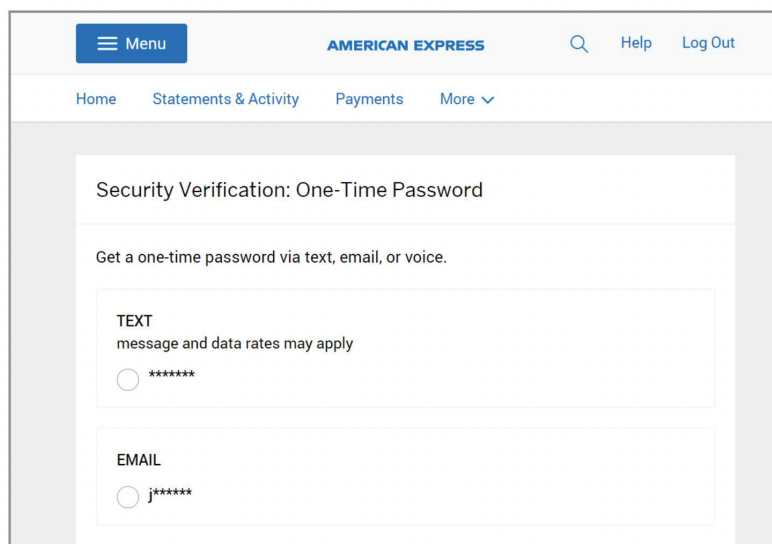 Menu
AMERICAN EXPRESS
Help
Log Out
Home
Statements & Activity
Payments
More
Security Verification: One-Time Password
Get a one-time password via text, email, or voice.
TEXT
message and data rates may apply
*******
EMAIL
j******